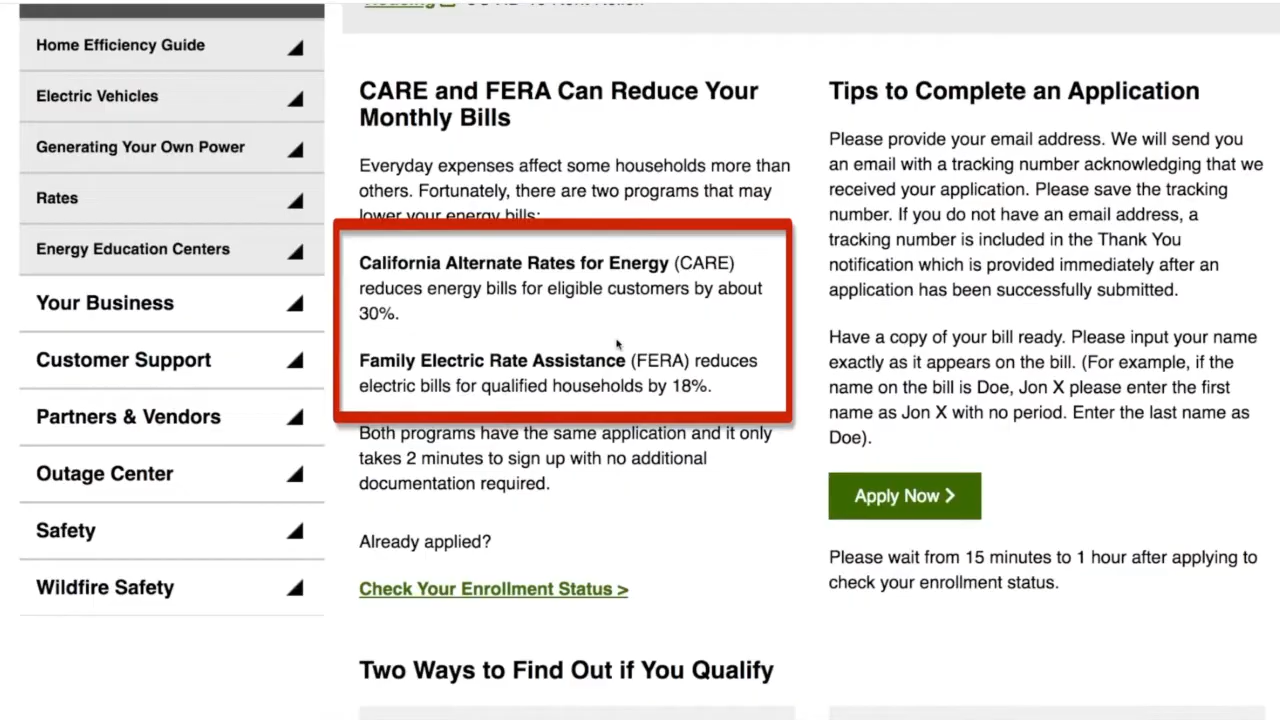 Home Efficiency Guide
Electric Vehicles
Generating Your Own Power
Rates
Energy Education Centers
Your Business
Customer Support
Partners & Vendors
Outage Center
Safety
Wildfire Safety
CARE and FERA Can Reduce Your
Monthly Bills
Everyday expenses affect some households more than
others. Fortunately, there are two programs that may
lower your energy bills:
California Alternate Rates for Energy (CARE)
reduces energy bills for eligible customers by about
30%.
Family Electric Rate Assistance (FERA) reduces
electric bills for qualified households by 18%.
Both programs have the same application and it only
takes 2 minutes to sign up with no additional
documentation required.
Already applied?
Check Your Enrollment Status >
Two Ways to Find Out if You Qualify
Tips to Complete an Application
Please provide your email address. We will send you
an email with a tracking number acknowledging that we
received your application. Please save the tracking
number. If you do not have an email address, a
tracking number is included in the Thank You
notification which is provided immediately after an
application has been successfully submitted.
Have a copy of your bill ready. Please input your name
exactly as it appears on the bill. (For example, if the
name on the bill is Doe, Jon X please enter the first
name as Jon X with no period. Enter the last name as
Doe).
Apply Now >
Please wait from 15 minutes to 1 hour after applying to
check your enrollment status.